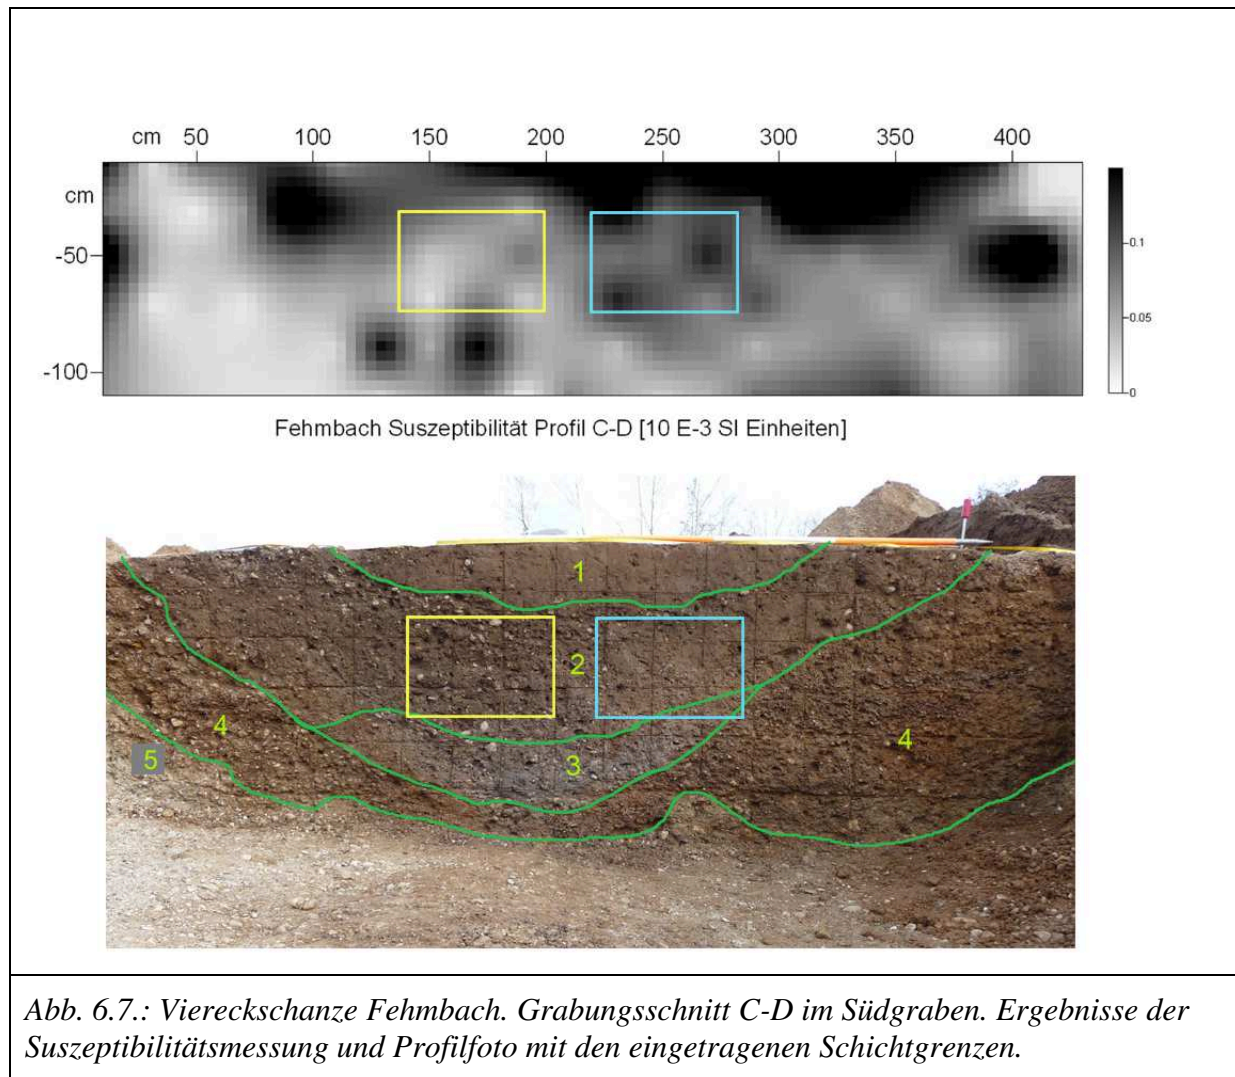 cm 50 100 150 200 250 300 350 400
cm
-50
-100
0.1
0.05
0
Fehmbach Suszeptibilität Profil C-D [10 E-3 SI Einheiten]
1
2
3
4
4
5
Abb. 6.7.: Viereckschanze Fehmbach. Grabungsschnitt C-D im Südgraben. Ergebnisse der
Suszeptibilitätsmessung und Profilfoto mit den eingetragenen Schichtgrenzen.